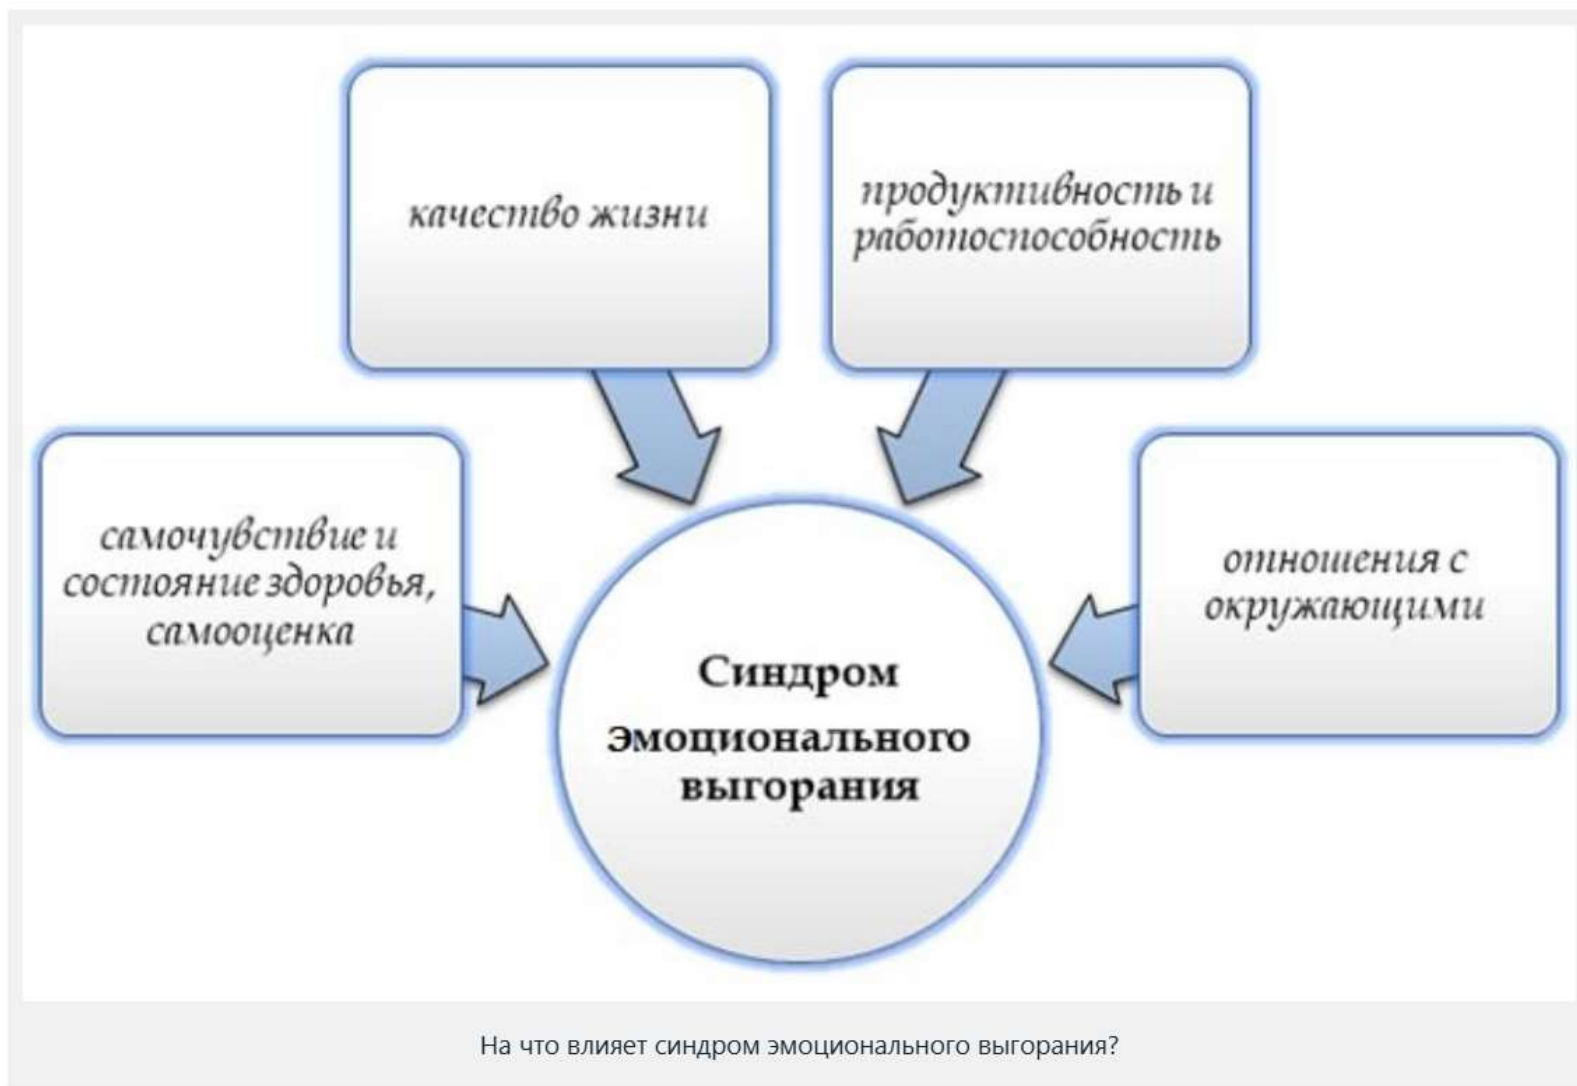 качество жизни
продуктивность и
работоспособность
самочувствие и
состояние здоровья,
самооценка
отношения с
окружающими
Синдром
Эмоционального
выгорания
На что влияет синдром эмоционального выгорания?